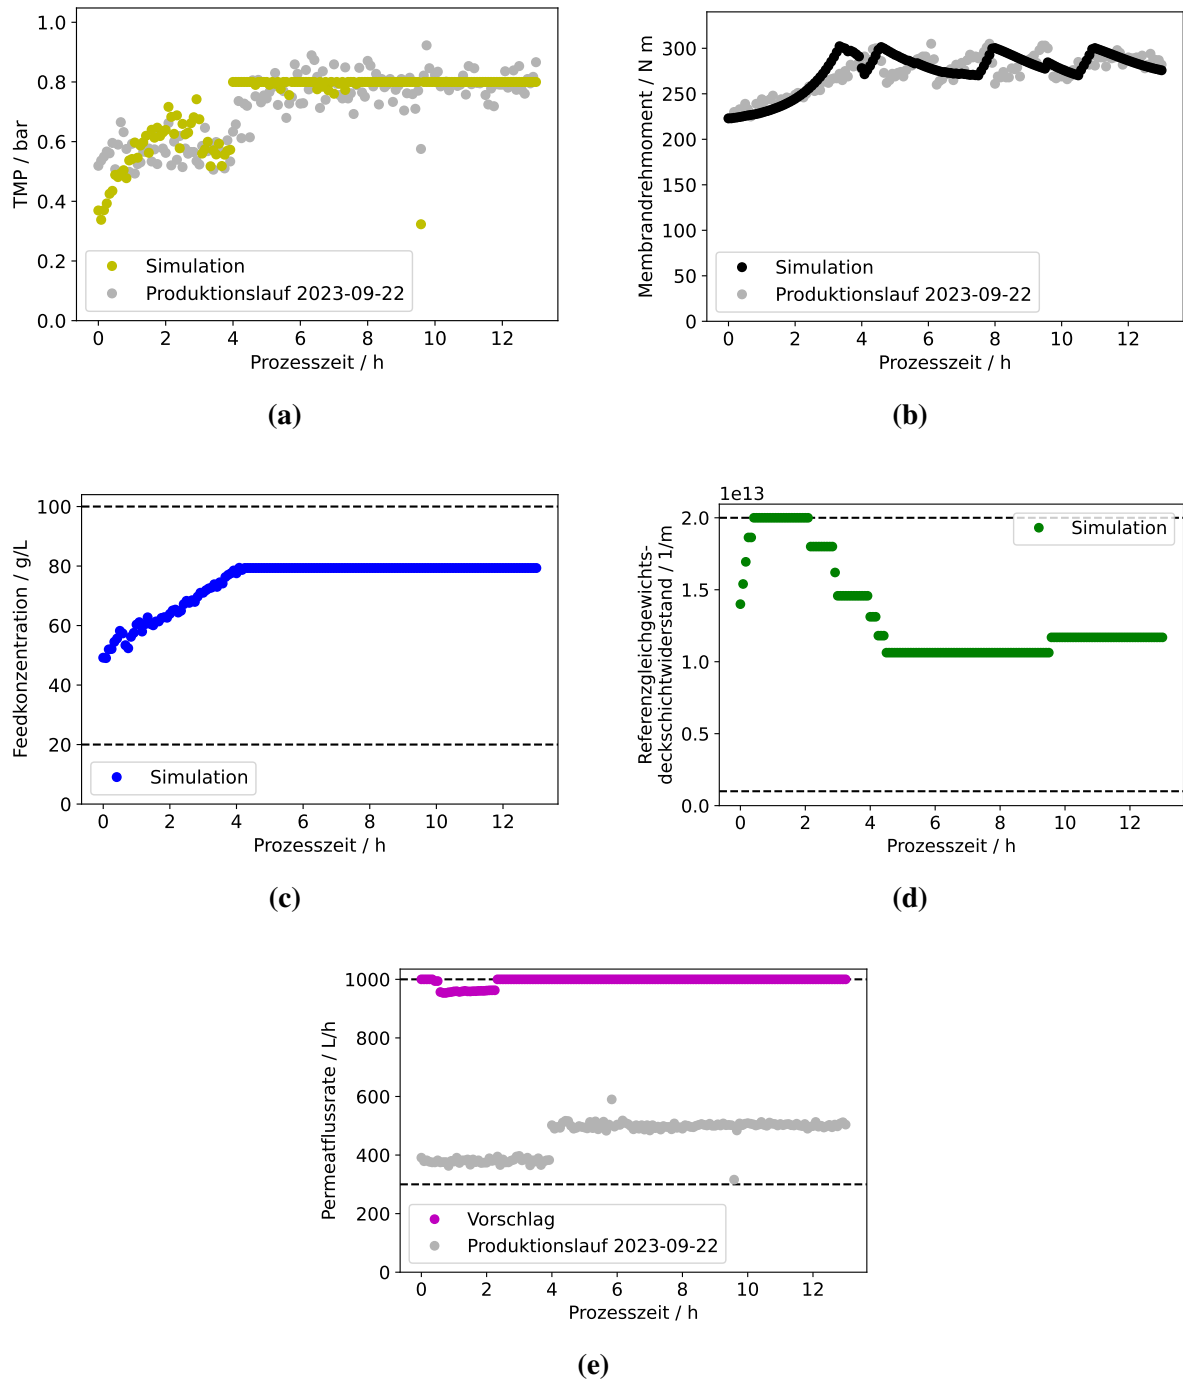 1.0
0.8
0.6
0.4
0.2
0.0
TMP / bar
Simulation
Produktionslauf 2023-09-22
0 2 4 6 8 10 12
Prozesszeit / h
(a)
300
250
200
150
100
50
0
Membrandrehmoment / N m
Simulation
Produktionslauf 2023-09-22
0 2 4 6 8 10 12
Prozesszeit / h
(b)
100
80
60
40
20
0
Feedkonzentration / g/L
Simulation
0 2 4 6 8 10 12
Prozesszeit / h
(c)
1e13
2.0
1.5
1.0
0.5
0.0
Referenzgleichgewichts-
deckschichtwiderstand / 1/m
Simulation
0 2 4 6 8 10 12
Prozesszeit / h
(d)
1000
800
600
400
200
0
Permeatflussrate / L/h
Vorschlag
Produktionslauf 2023-09-22
0 2 4 6 8 10 12
Prozesszeit / h
(e)